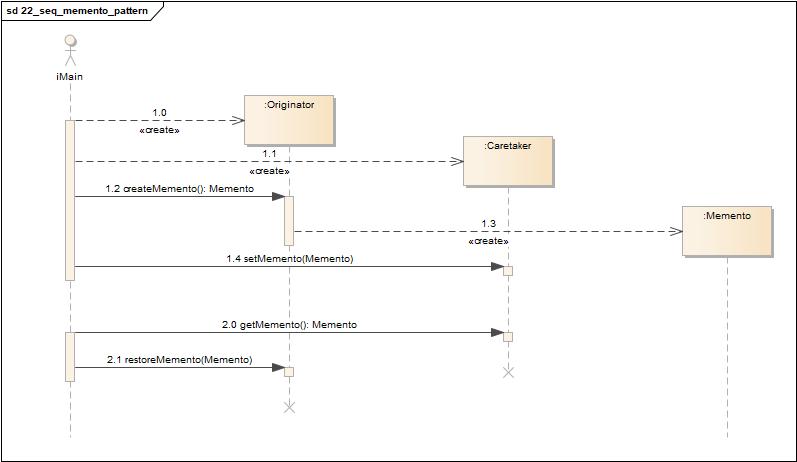 sd 22_seq_memento_pattern
iMain
:Originator
1.0
«create»
:Caretaker
1.1
«create»
1.2 createMemento(): Memento
:Memento
1.3
«create»
1.4 setMemento(Memento)
2.0 getMemento(): Memento
2.1 restoreMemento(Memento)